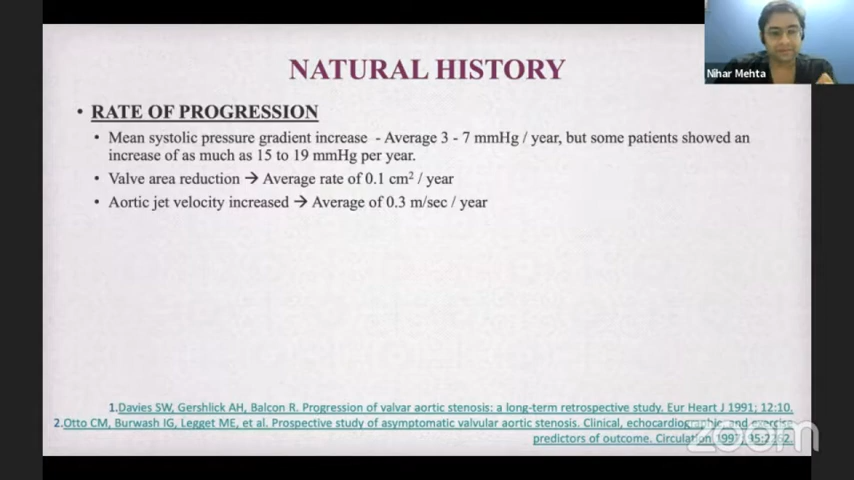 NATURAL HISTORY
Nihar Mehta
• RATE OF PROGRESSION
• Mean systolic pressure gradient increase - Average 3 - 7 mmHg / year, but some patients showed an
increase of as much as 15 to 19 mmHg per year.
• Valve area reduction → Average rate of 0.1 cm² / year
• Aortic jet velocity increased → Average of 0.3 m/sec / year
1.Davies SW, Gershlick AH, Balcon R. Progression of valvar aortic stenosis: a long-term retrospective study. Eur Heart J 1991; 12:10.
2.Otto CM, Burwash IG, Legget ME, et al. Prospective study of asymptomatic valvular aortic stenosis. Clinical, echocardiographic, and exercise
predictors of outcome. Circulation 1997; 95:2262.
zoom